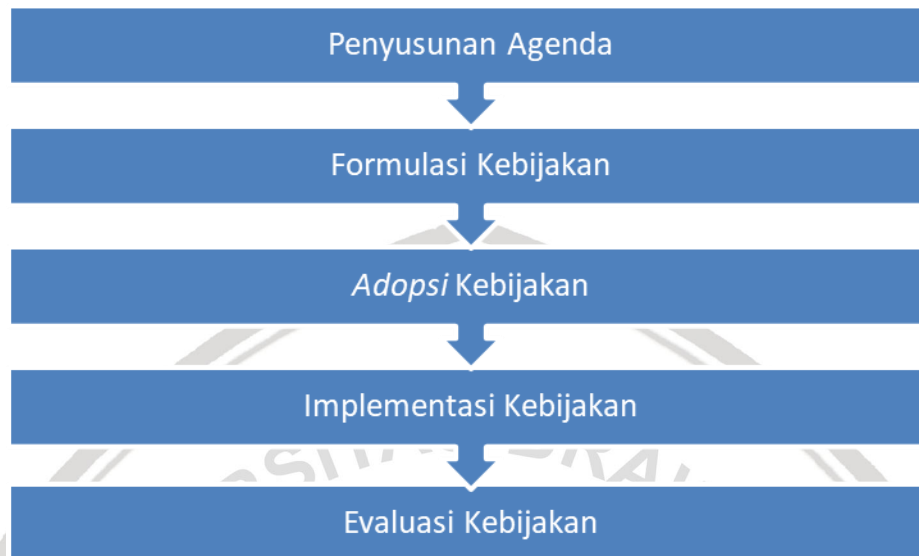 Penyusunan Agenda
Formulasi Kebijakan
Adopsi Kebijakan
Implementasi Kebijakan
Evaluasi Kebijakan